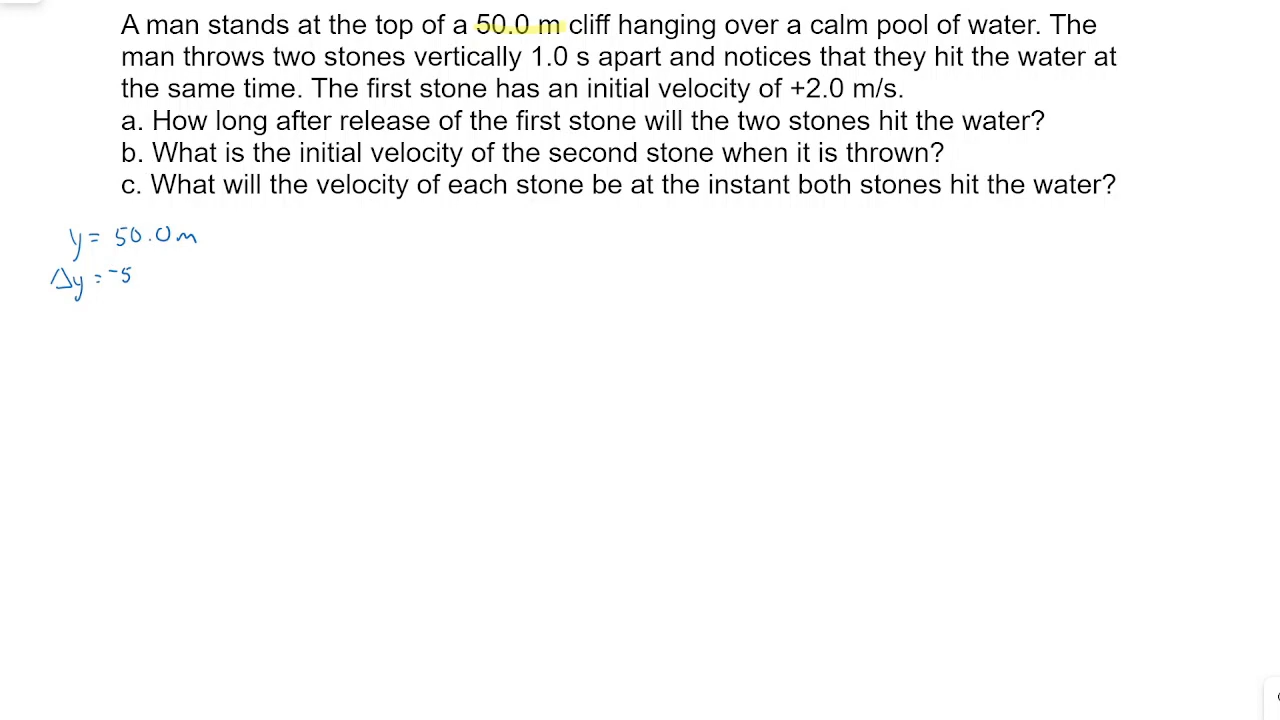 A man stands at the top of a 50.0 m cliff hanging over a calm pool of water. The
man throws two stones vertically 1.0 s apart and notices that they hit the water at
the same time. The first stone has an initial velocity of +2.0 m/s.
a. How long after release of the first stone will the two stones hit the water?
b. What is the initial velocity of the second stone when it is thrown?
c. What will the velocity of each stone be at the instant both stones hit the water?
y = 50.0 m
Δy = -5